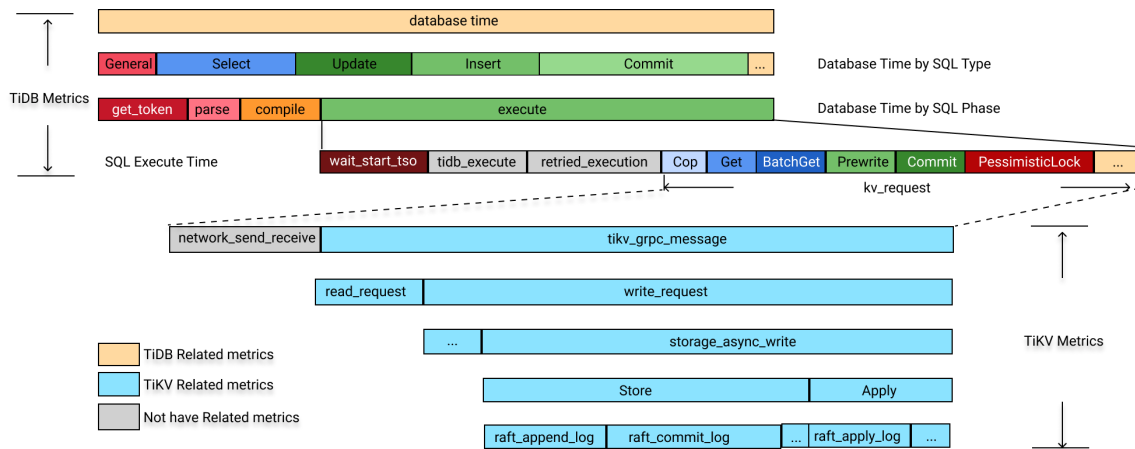 database time
General Select Update Insert Commit ... Database Time by SQL Type
TiDB Metrics
get_token parse compile execute Database Time by SQL Phase
SQL Execute Time wait_start_tso tidb_execute retried_execution Cop Get BatchGet Prewrite Commit PessimisticLock ...
kv_request
network_send_receive tikv_grpc_message
read_request write_request
... storage_async_write TiKV Metrics
TiDB Related metrics
TiKV Related metrics
Not have Related metrics
Store Apply
raft_append_log raft_commit_log ... raft_apply_log ...